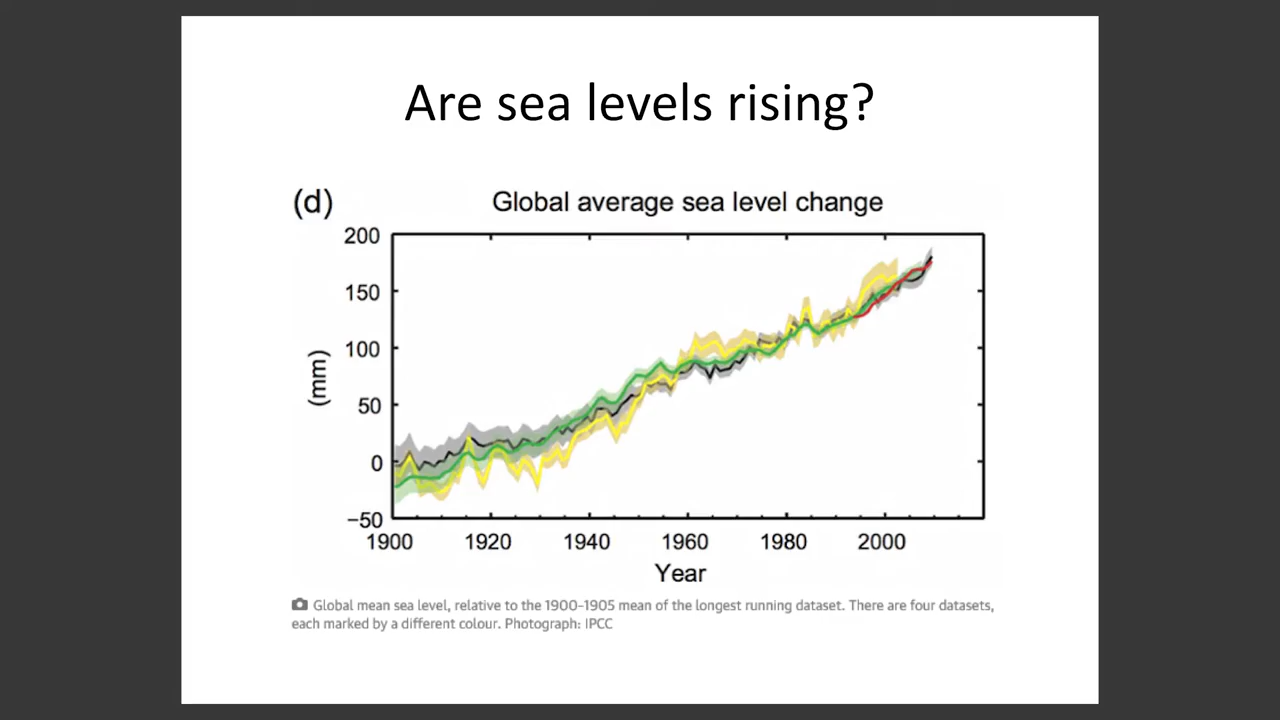 Are sea levels rising?
(d)
Global average sea level change
200
150
100
50
0
−50
(mm)
1900 1920 1940 1960 1980 2000
Year
Global mean sea level, relative to the 1900-1905 mean of the longest running dataset. There are four datasets,
each marked by a different colour. Photograph: IPCC